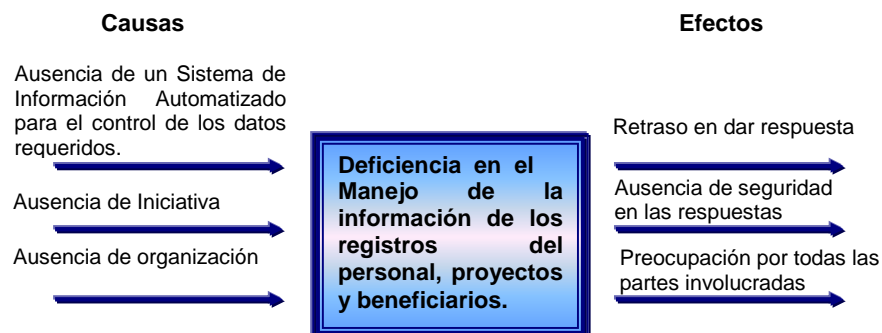 Causas
Efectos
Ausencia de un Sistema de
Información Automatizado
para el control de los datos
requeridos.
Ausencia de Iniciativa
Ausencia de organización
Deficiencia en el
Manejo de la
información de los
registros del
personal, proyectos
y beneficiarios.
Retraso en dar respuesta
Ausencia de seguridad
en las respuestas
Preocupación por todas las
partes involucradas